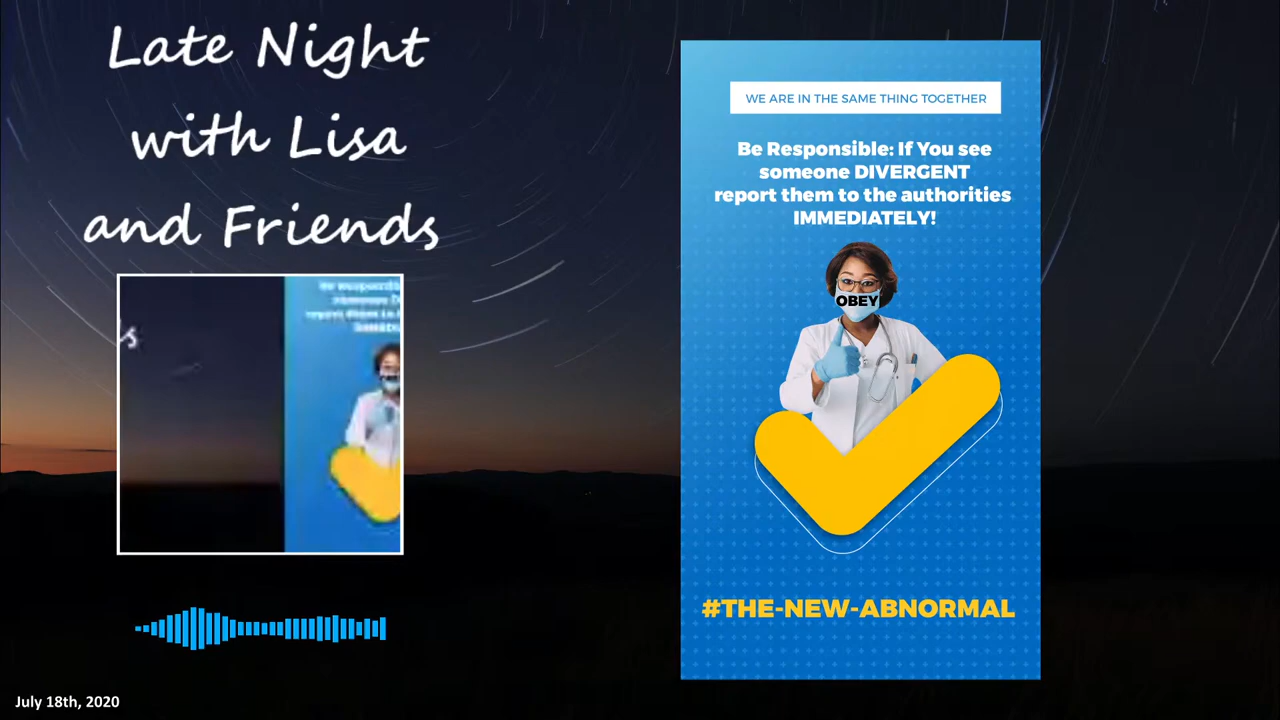 Late Night
with Lisa
and Friends
WE ARE IN THE SAME THING TOGETHER
Be Responsible: If You see
someone DIVERGENT
report them to the authorities
IMMEDIATELY!
OBEY
#THE-NEW-ABNORMAL
July 18th, 2020